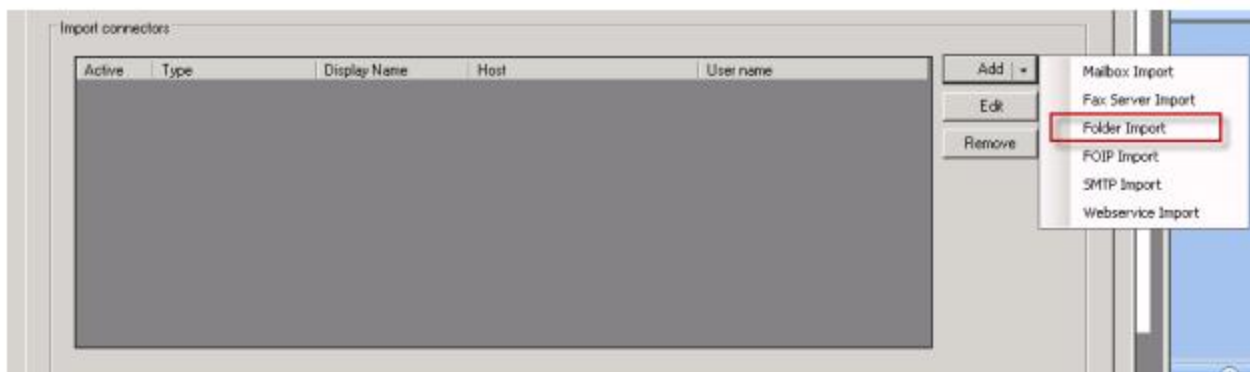 Import connectors
Active Type Display Name Host User name
Add
Edit
Remove
Mailbox Import
Fax Server Import
Folder Import
FOIP Import
SMTP Import
Webservice Import